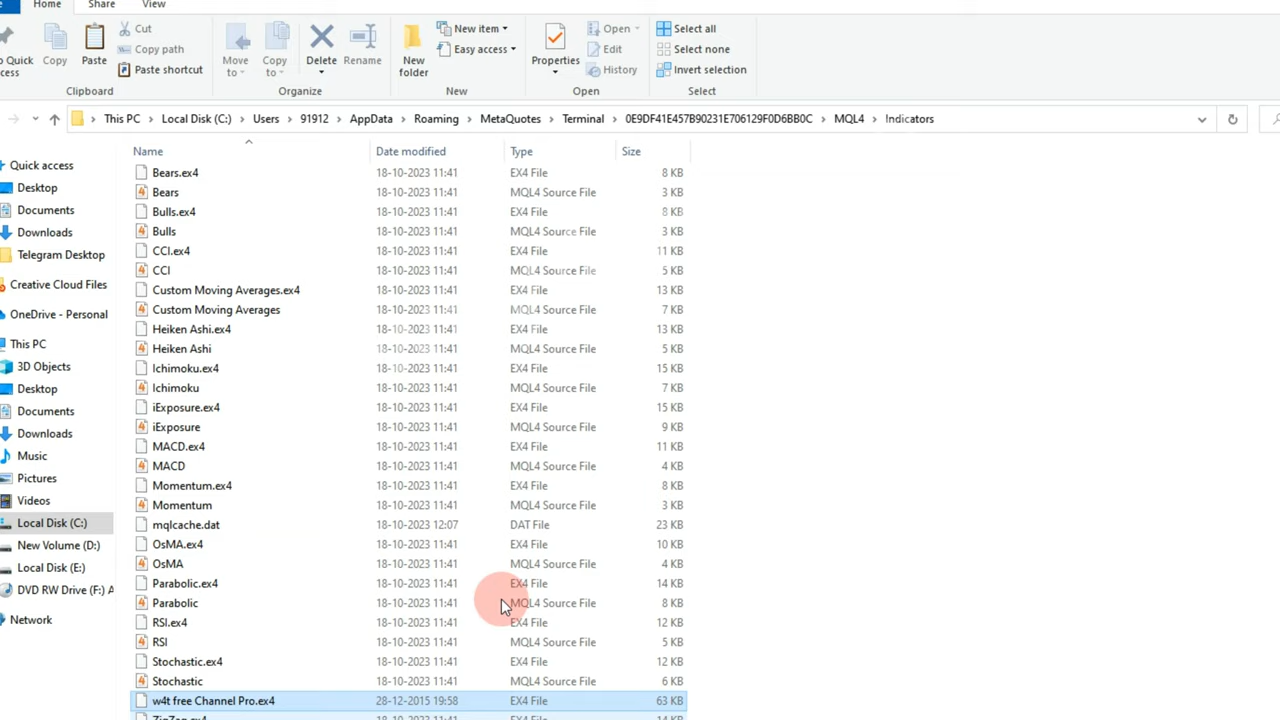 Home Share View
Cut
Copy path
Paste shortcut
Copy
Paste
Clipboard
Move
to
Copy
to
Delete
Rename
Organize
New
folder
New item
Easy access
New
Properties
Open
Edit
History
Open
Select all
Select none
Invert selection
Select
This PC Local Disk (C:) Users 91912 AppData Roaming MetaQuotes Terminal 0E9DF41E457B90231E706129F0D6BB0C MQL4 Indicators
Quick access
Desktop
Documents
Downloads
Telegram Desktop
Creative Cloud Files
OneDrive - Personal
This PC
3D Objects
Desktop
Documents
Downloads
Music
Pictures
Videos
Local Disk (C:)
New Volume (D:)
Local Disk (E:)
DVD RW Drive (F:) A
Network
Name Date modified Type Size
Bears.ex4 18-10-2023 11:41 EX4 File 8 KB
Bears 18-10-2023 11:41 MQL4 Source File 3 KB
Bulls.ex4 18-10-2023 11:41 EX4 File 8 KB
Bulls 18-10-2023 11:41 MQL4 Source File 3 KB
CCI.ex4 18-10-2023 11:41 EX4 File 11 KB
CCI 18-10-2023 11:41 MQL4 Source File 5 KB
Custom Moving Averages.ex4 18-10-2023 11:41 EX4 File 13 KB
Custom Moving Averages 18-10-2023 11:41 MQL4 Source File 7 KB
Heiken Ashi.ex4 18-10-2023 11:41 EX4 File 13 KB
Heiken Ashi 18-10-2023 11:41 MQL4 Source File 5 KB
Ichimoku.ex4 18-10-2023 11:41 EX4 File 15 KB
Ichimoku 18-10-2023 11:41 MQL4 Source File 7 KB
iExposure.ex4 18-10-2023 11:41 EX4 File 15 KB
iExposure 18-10-2023 11:41 MQL4 Source File 9 KB
MACD.ex4 18-10-2023 11:41 EX4 File 11 KB
MACD 18-10-2023 11:41 MQL4 Source File 4 KB
Momentum.ex4 18-10-2023 11:41 EX4 File 8 KB
Momentum 18-10-2023 11:41 MQL4 Source File 3 KB
mqlcache.dat 18-10-2023 12:07 DAT File 23 KB
OsMA.ex4 18-10-2023 11:41 EX4 File 10 KB
OsMA 18-10-2023 11:41 MQL4 Source File 4 KB
Parabolic.ex4 18-10-2023 11:41 EX4 File 14 KB
Parabolic 18-10-2023 11:41 MQL4 Source File 8 KB
RSI.ex4 18-10-2023 11:41 EX4 File 12 KB
RSI 18-10-2023 11:41 MQL4 Source File 5 KB
Stochastic.ex4 18-10-2023 11:41 EX4 File 12 KB
Stochastic 18-10-2023 11:41 MQL4 Source File 6 KB
w4t free Channel Pro.ex4 28-12-2015 19:58 EX4 File 63 KB